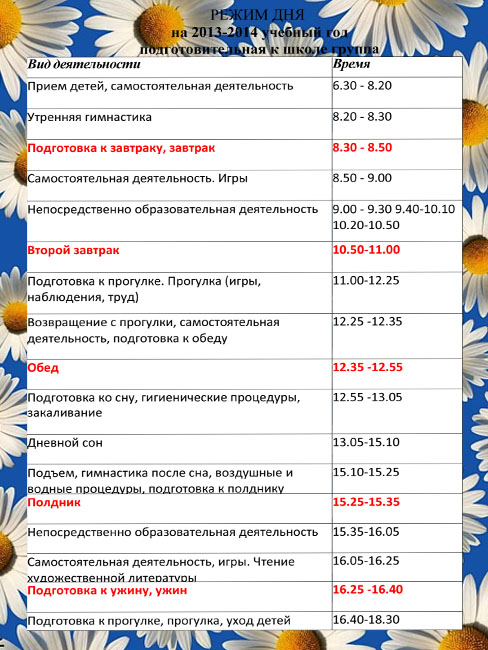 РЕЖИМ ДНЯ
на 2013-2014 учебный год
подготовительная к школе группа
Вид деятельности Время
Прием детей, самостоятельная деятельность 6.30 - 8.20
Утренняя гимнастика 8.20 - 8.30
Подготовка к завтраку, завтрак 8.30 - 8.50
Самостоятельная деятельность. Игры 8.50 - 9.00
Непосредственно образовательная деятельность 9.00 - 9.30 9.40-10.10
10.20-10.50
Второй завтрак 10.50-11.00
Подготовка к прогулке. Прогулка (игры, 11.00-12.25
наблюдения, труд)
Возвращение с прогулки, самостоятельная 12.25 -12.35
деятельность, подготовка к обеду
Обед 12.35 -12.55
Подготовка ко сну, гигиенические процедуры, 12.55 -13.05
закаливание
Дневной сон 13.05-15.10
Подъем, гимнастика после сна, воздушные и 15.10-15.25
водные процедуры, подготовка к полднику
Полдник 15.25-15.35
Непосредственно образовательная деятельность 15.35-16.05
Самостоятельная деятельность, игры. Чтение 16.05-16.25
художественной литературы
Подготовка к ужину, ужин 16.25 -16.40
Подготовка к прогулке, прогулка, уход детей 16.40-18.30